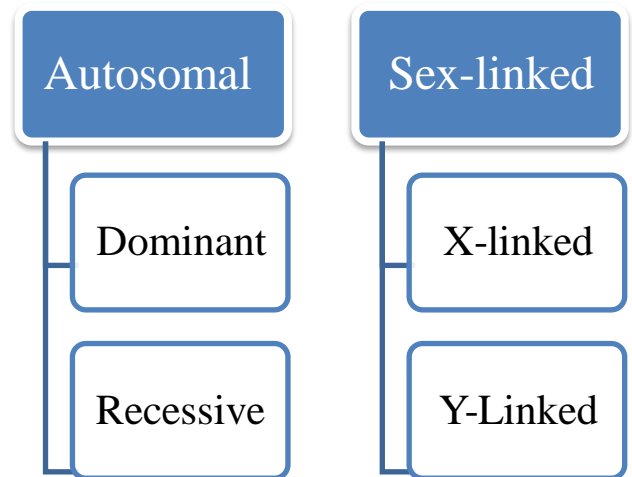 Autosomal
Dominant
Recessive
Sex-linked
X-linked
Y-Linked